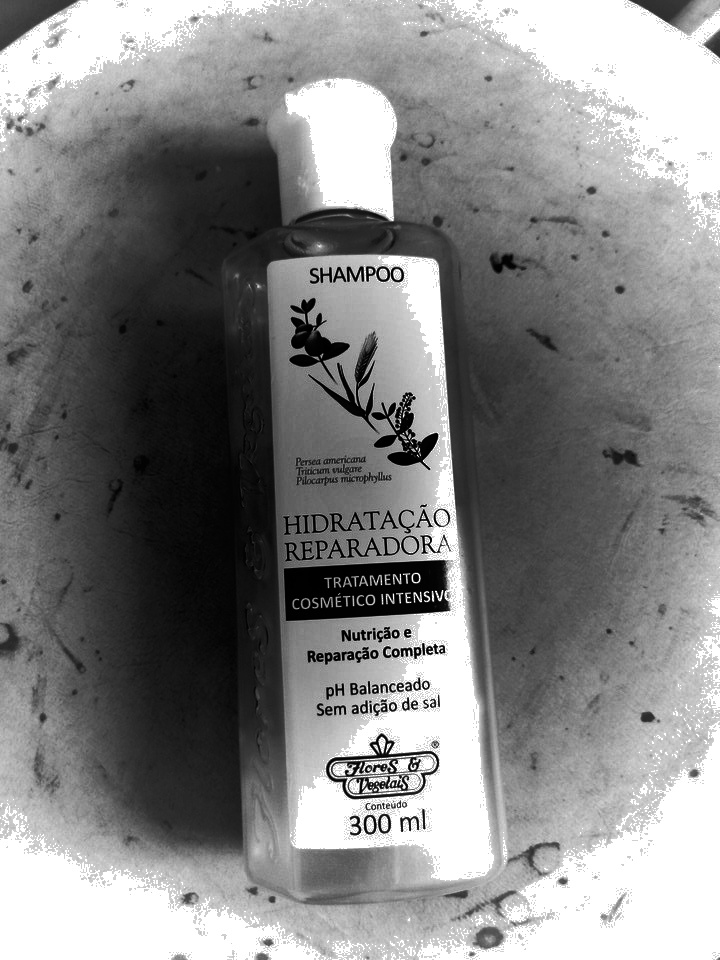 SHAMPOO
Persea americana
Triticum vulgare
Pilocarpus microphyllus
HIDRATAÇÃO
REPARADORA
TRATAMENTO
COSMÉTICO INTENSIVO
Nutrição e
Reparação Completa
pH Balanceado
Sem adição de sal
Flores &
Vegetais
®
Conteúdo
300 ml